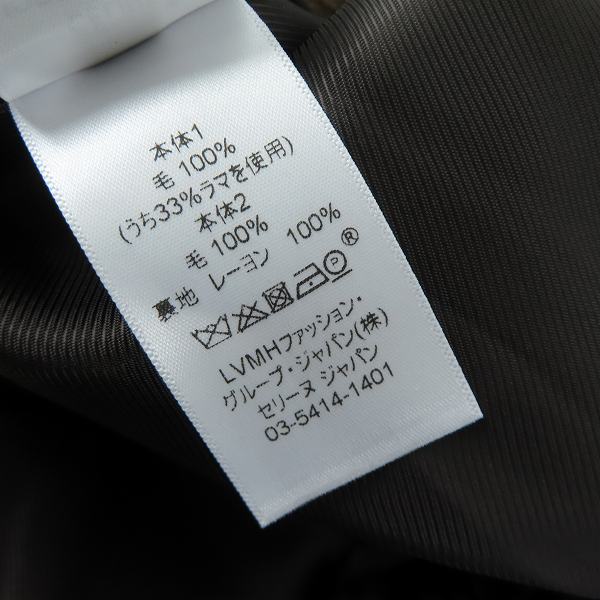 本体1
毛 100%
(うち33%ラマを使用)
本体2
毛 100%
裏地 レーヨン 100%
P ®
LVMHファッション・
グループ・ジャパン(株)
セリーヌ ジャパン
03-5414-1401